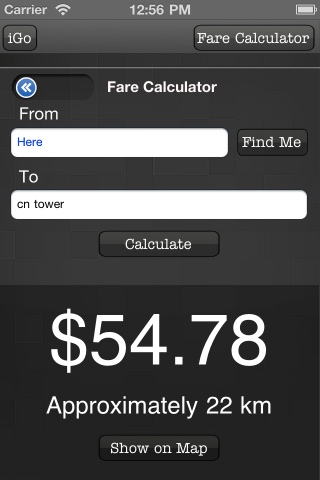 Carrier 12:56 PM
iGo Fare Calculator
Fare Calculator
From
Here Find Me
To
cn tower
Calculate
$54.78
Approximately 22 km
Show on Map